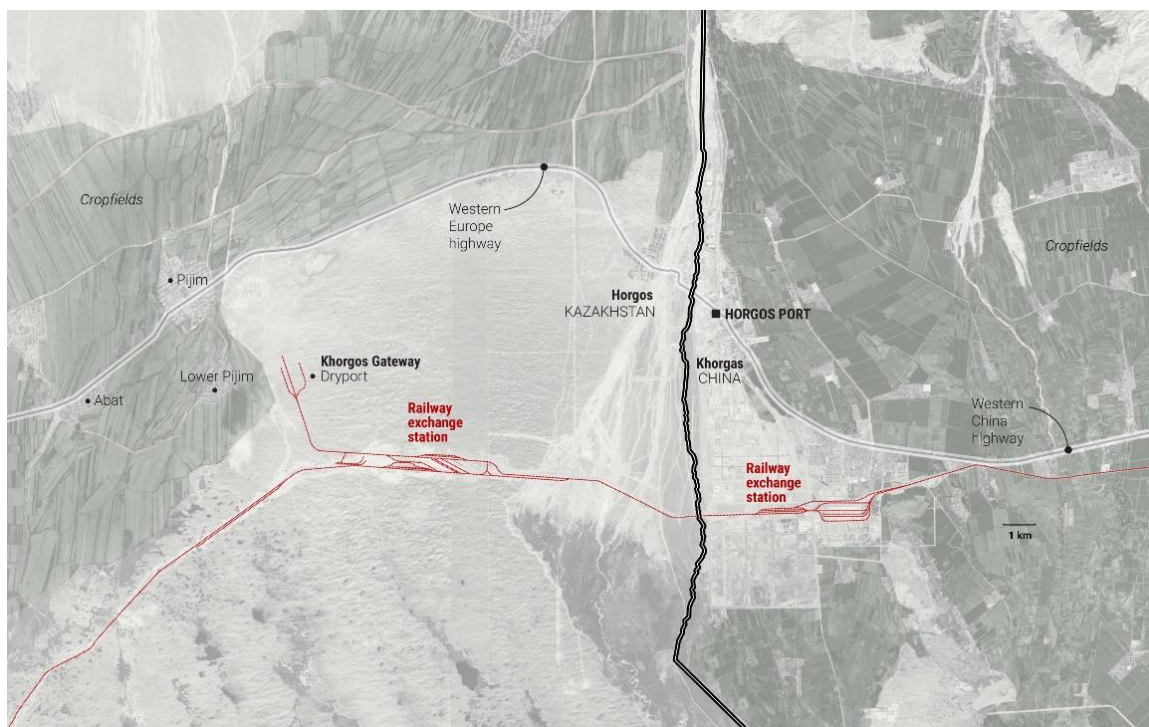 Cropfields
Western
Europe
highway
Cropfields
Pijim
Horgos
KAZAKHSTAN
HORGOS PORT
Khorgos Gateway
Dryport
Khorgas
CHINA
Lower Pijim
Abat
Railway
exchange
station
Western
China
highway
Railway
exchange
station
1 km